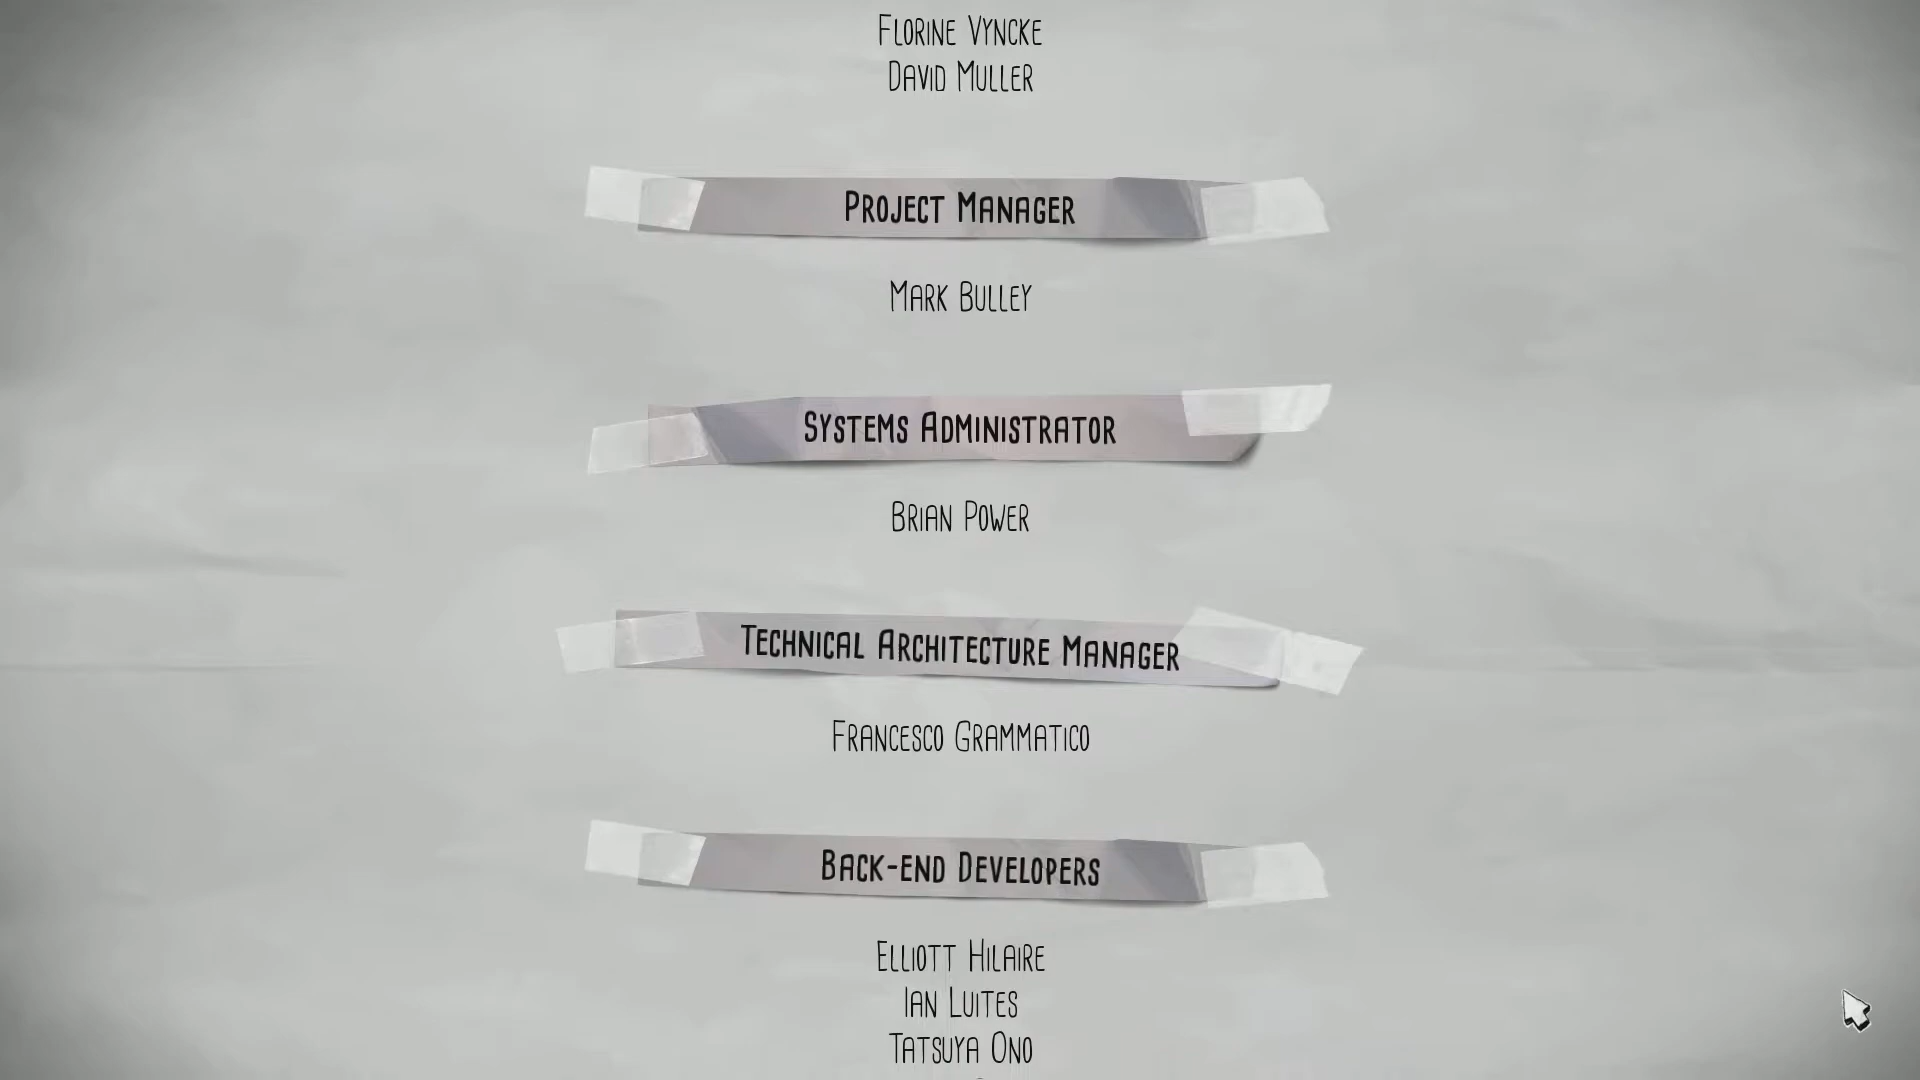 Florine Vyncke
David Muller
Project Manager
Mark Bulley
Systems Administrator
Brian Power
Technical Architecture Manager
Francesco Grammatico
Back-end Developers
Elliott Hilaire
Ian Luites
Tatsuya Ono